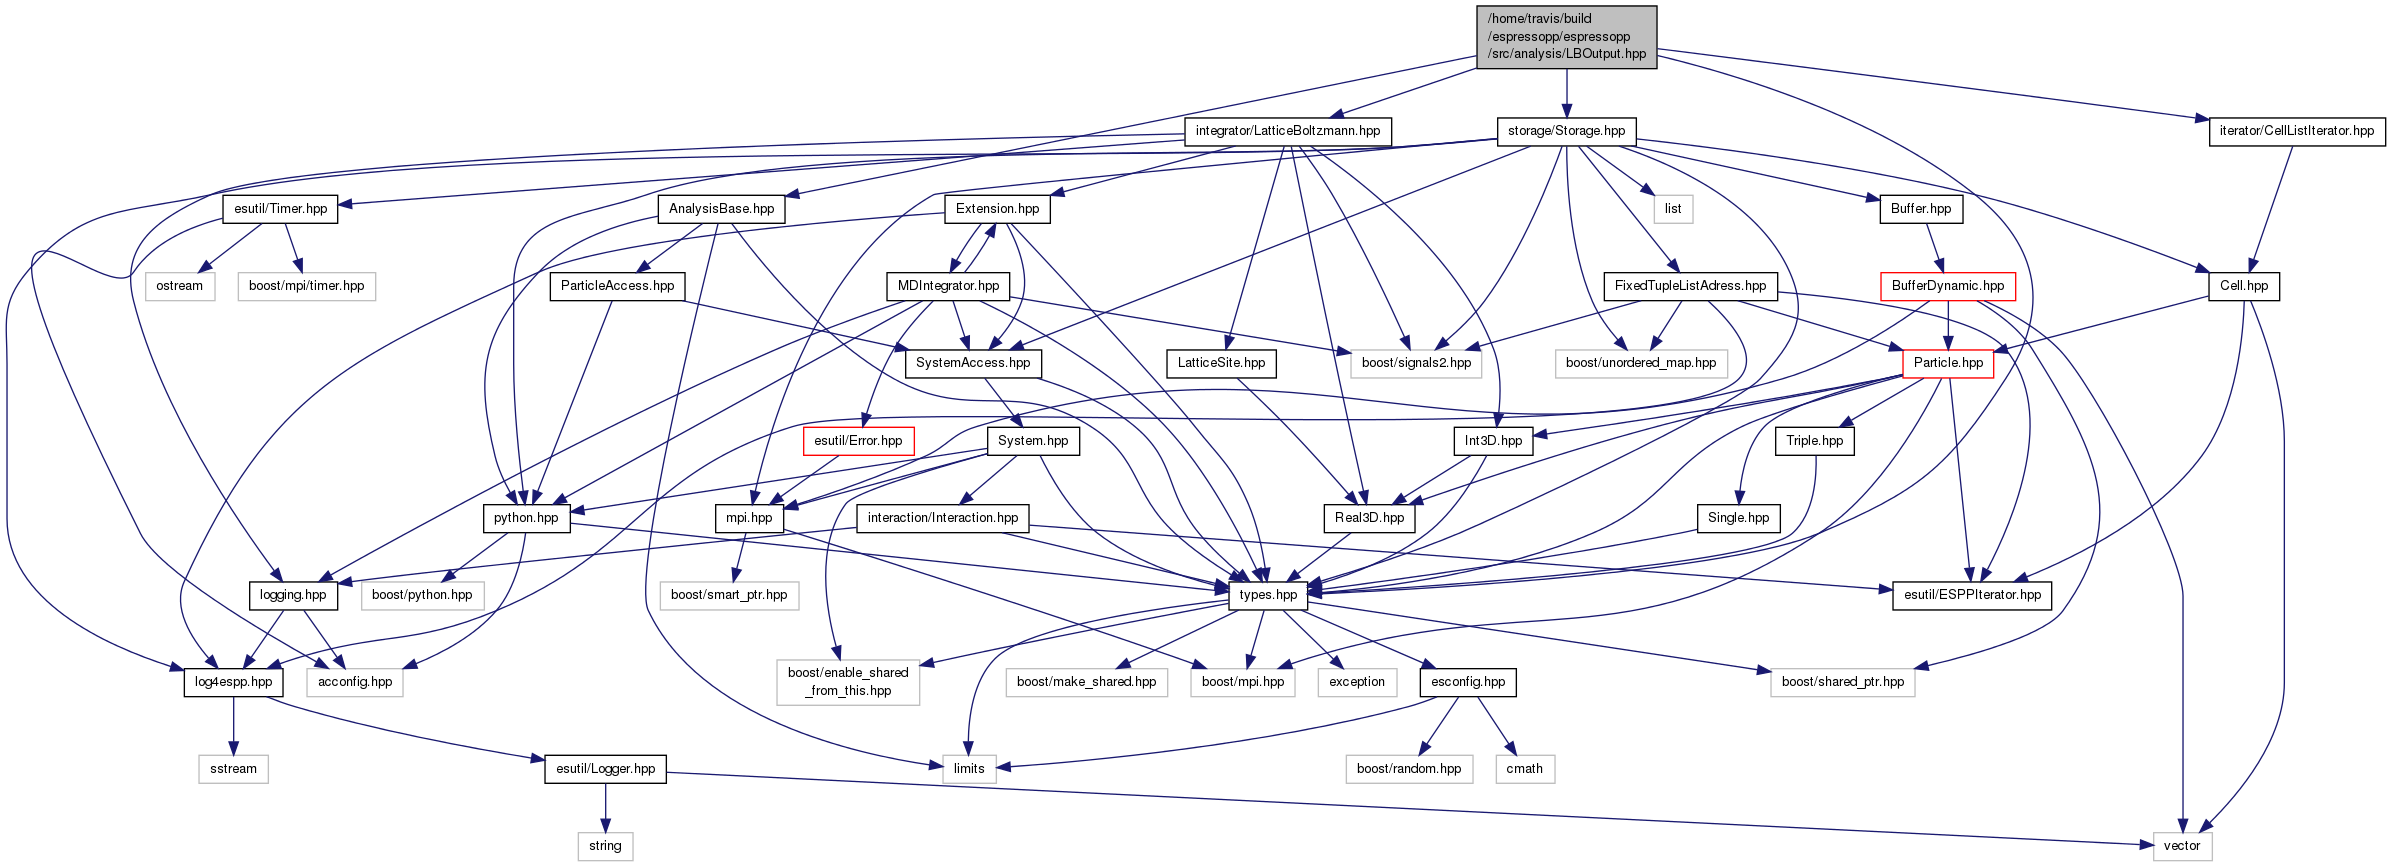 /home/travis/build
/espressopp/espressopp
/src/analysis/LBOutput.hpp
integrator/LatticeBoltzmann.hpp
storage/Storage.hpp
iterator/CellListIterator.hpp
esutil/Timer.hpp
AnalysisBase.hpp
Extension.hpp
list
Buffer.hpp
ostream
boost/mpi/timer.hpp
ParticleAccess.hpp
MDIntegrator.hpp
FixedTupleListAdress.hpp
BufferDynamic.hpp
Cell.hpp
SystemAccess.hpp
LatticeSite.hpp
boost/signals2.hpp
boost/unordered_map.hpp
Particle.hpp
esutil/Error.hpp
System.hpp
Int3D.hpp
Triple.hpp
python.hpp
mpi.hpp
interaction/Interaction.hpp
Real3D.hpp
Single.hpp
logging.hpp
boost/python.hpp
boost/smart_ptr.hpp
types.hpp
esutil/ESPPIterator.hpp
log4espp.hpp
acconfig.hpp
boost/enable_shared
_from_this.hpp
boost/make_shared.hpp
boost/mpi.hpp
exception
esconfig.hpp
boost/shared_ptr.hpp
sstream
esutil/Logger.hpp
limits
boost/random.hpp
cmath
string
vector